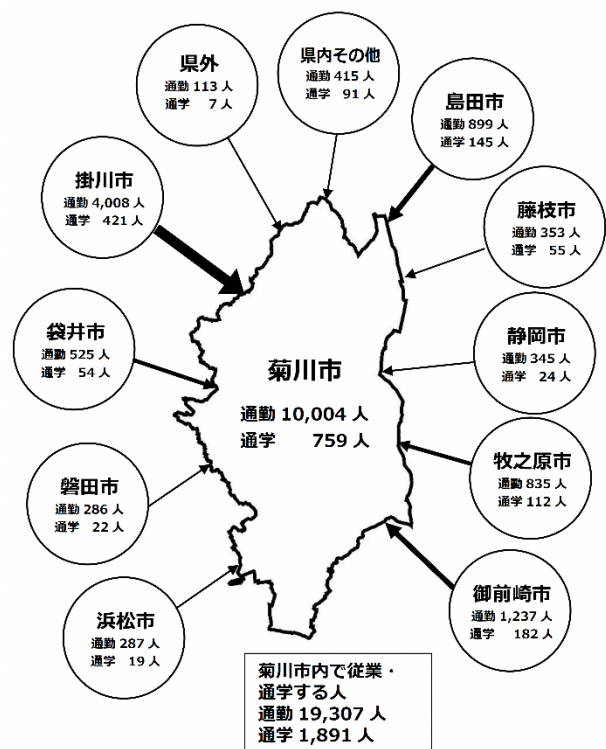 県外
通勤 113 人
通学 7 人
県内その他
通勤 415 人
通学 91 人
島田市
通勤 899 人
通学 145 人
掛川市
通勤 4,008 人
通学 421 人
藤枝市
通勤 353 人
通学 55 人
袋井市
通勤 525 人
通学 54 人
菊川市
通勤 10,004 人
通学 759 人
静岡市
通勤 345 人
通学 24 人
牧之原市
通勤 835 人
通学 112 人
磐田市
通勤 286 人
通学 22 人
御前崎市
通勤 1,237 人
通学 182 人
浜松市
通勤 287 人
通学 19 人
菊川市内で従業・
通学する人
通勤 19,307 人
通学 1,891 人